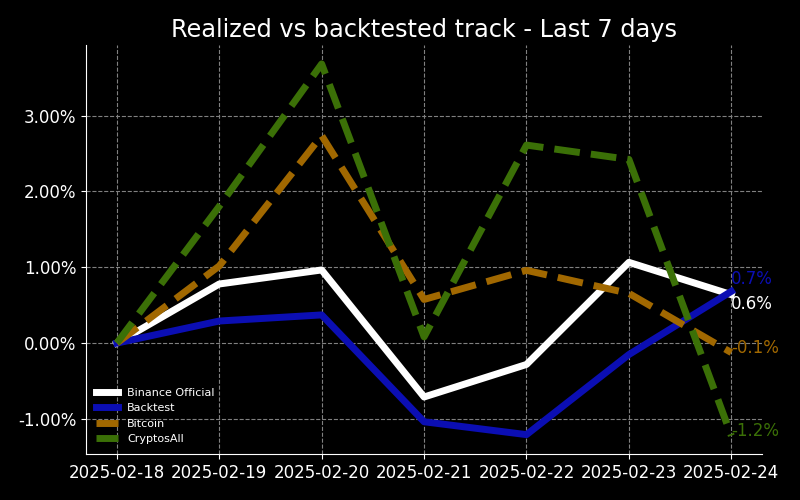 Realized vs backtested track - Last 7 days
3.00%
2.00%
1.00%
0.00%
-1.00%
0.7%
0.6%
-0.1%
-1.2%
Binance Official
Backtest
Bitcoin
CryptosAll
2025-02-18 2025-02-19 2025-02-20 2025-02-21 2025-02-22 2025-02-23 2025-02-24